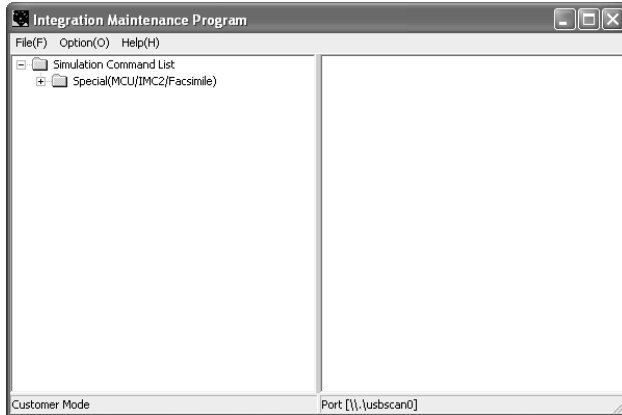 Integration Maintenance Program
File(F) Option(O) Help(H)
Simulation Command List
Special(MCU/IMC2/Facsimile)
Customer Mode
Port [\\.\usbscan0]